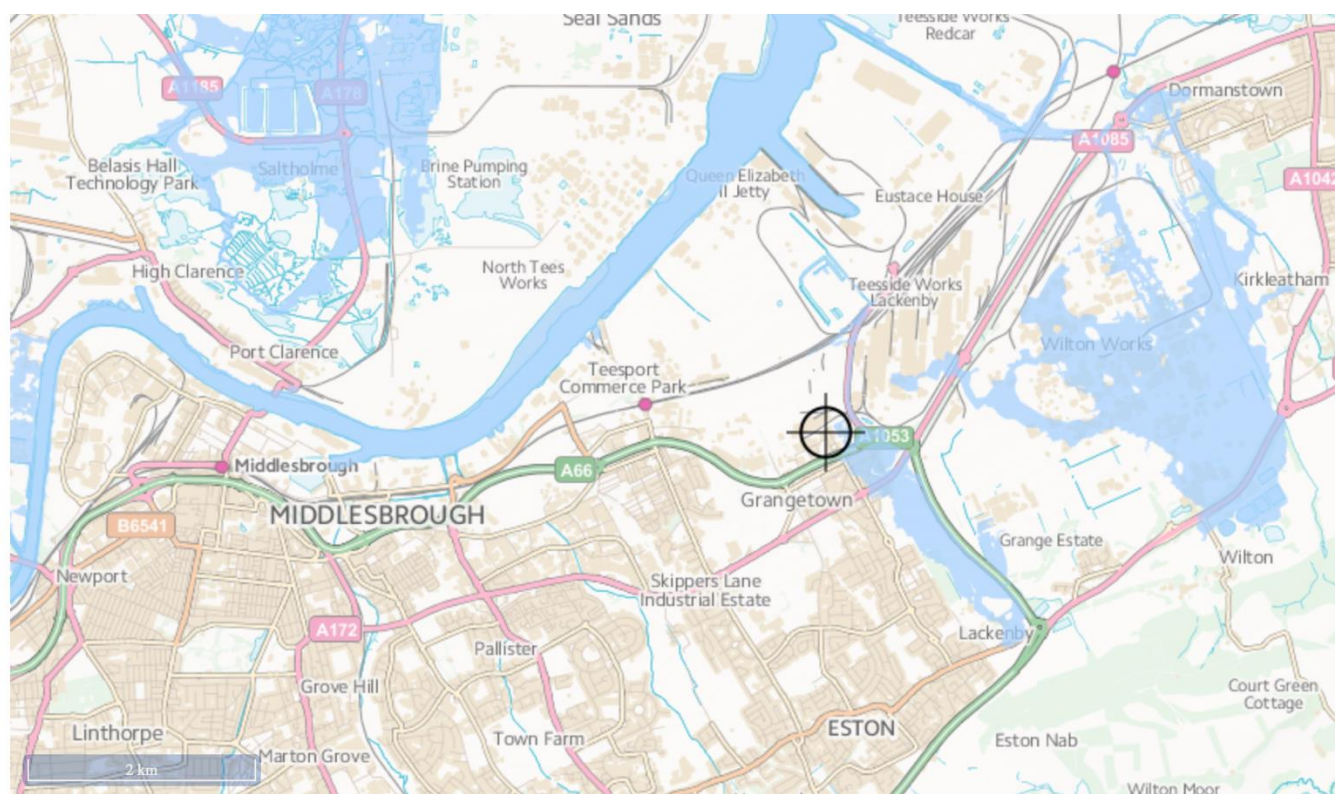 Seal Sands
Teesside Works
Redcar
A1185
A178
Dormanstown
A1085
Belasis Hall
Technology Park
Saltholme
Brine Pumping
Station
Queen Elizabeth
II Jetty
Eustace House
A1042
High Clarence
North Tees
Works
Teesside Works
Lackenby
Kirkleatham
Port Clarence
Wilton Works
Teesport
Commerce Park
A1053
Middlesbrough
A66
Grangetown
MIDDLESBROUGH
B6541
Grange Estate
Wilton
Newport
Skippers Lane
Industrial Estate
A172
Lackenby
Pallister
Grove Hill
Court Green
Cottage
Linthorpe
Town Farm
ESTON
Eston Nab
Marton Grove
2 km
Wilton Moor